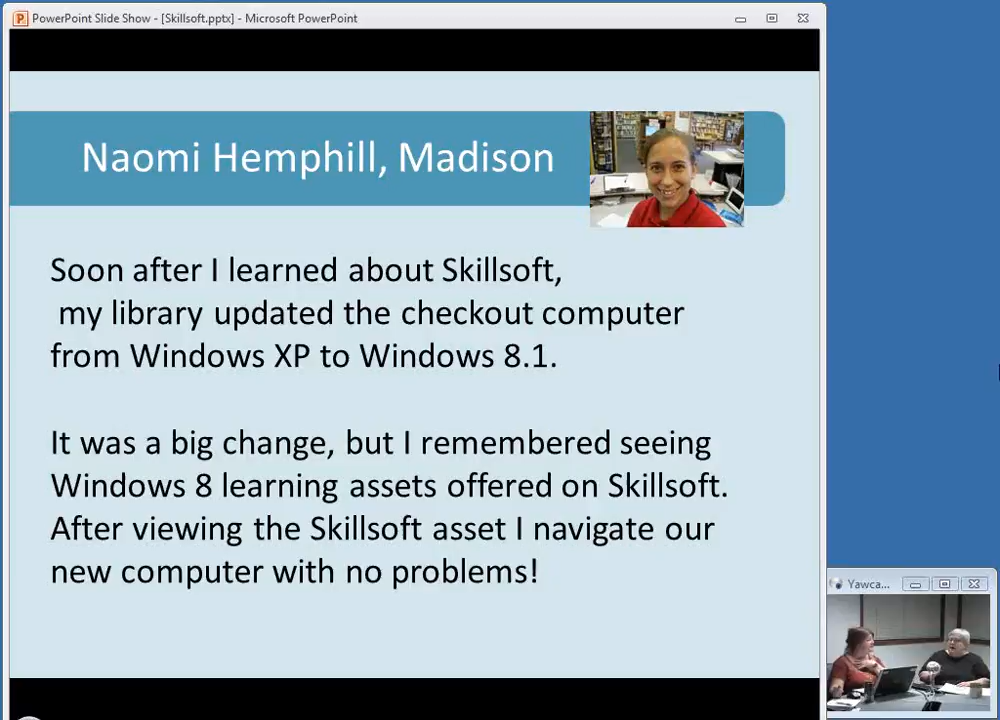 PowerPoint Slide Show - [Skillsoft.pptx] - Microsoft PowerPoint
Naomi Hemphill, Madison
Soon after I learned about Skillsoft,
my library updated the checkout computer
from Windows XP to Windows 8.1.
It was a big change, but I remembered seeing
Windows 8 learning assets offered on Skillsoft.
After viewing the Skillsoft asset I navigate our
new computer with no problems!
Yawca...